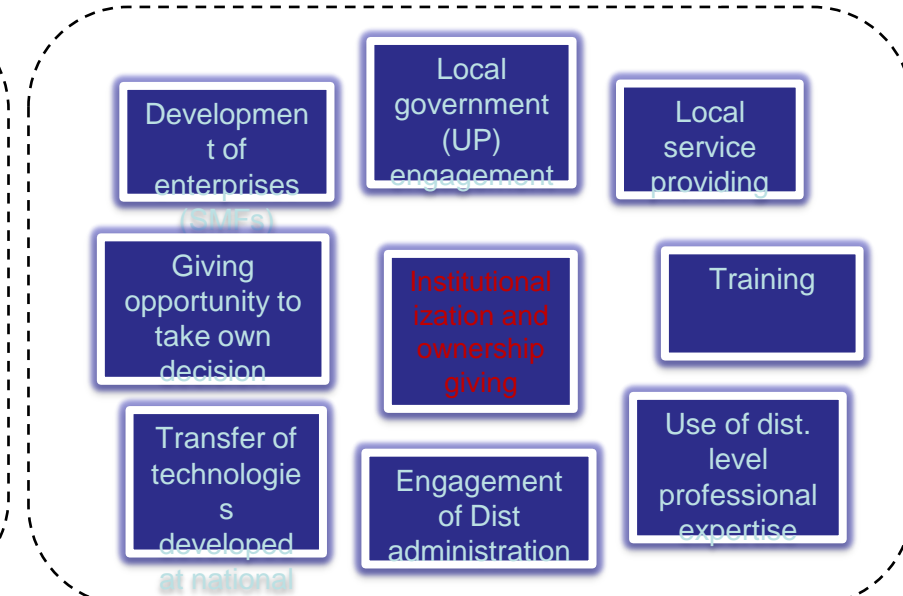 Developmen
t of
enterprises
(SMEs)
Local
government
(UP)
engagement
Local
service
providing
Giving
opportunity to
take own
decision
Institutional
ization and
ownership
giving
Training
Transfer of
technologie
s
developed
at national
Engagement
of Dist
administration
Use of dist.
level
professional
expertise